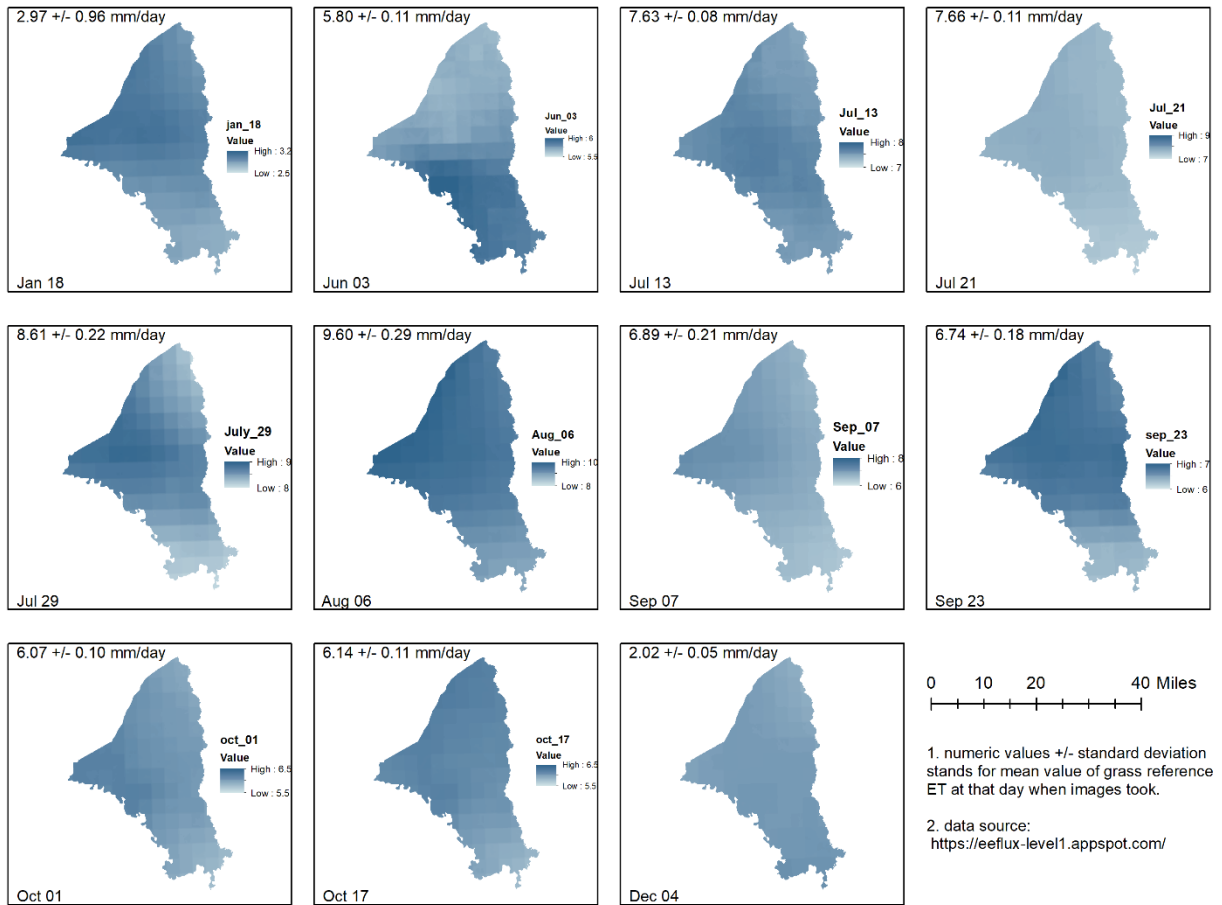 2.97 +/- 0.96 mm/day
jan_18
Value
High : 3.2
Low : 2.5
Jan 18
5.80 +/- 0.11 mm/day
Jun_03
Value
High : 6
Low : 5.5
Jun 03
7.63 +/- 0.08 mm/day
Jul_13
Value
High : 8
Low : 7
Jul 13
7.66 +/- 0.11 mm/day
Jul_21
Value
High : 9
Low : 7
Jul 21
8.61 +/- 0.22 mm/day
July_29
Value
High : 9
Low : 8
Jul 29
9.60 +/- 0.29 mm/day
Aug_06
Value
High : 10
Low : 8
Aug 06
6.89 +/- 0.21 mm/day
Sep_07
Value
High : 8
Low : 6
Sep 07
6.74 +/- 0.18 mm/day
sep_23
Value
High : 7
Low : 6
Sep 23
6.07 +/- 0.10 mm/day
oct_01
Value
High : 6.5
Low : 5.5
Oct 01
6.14 +/- 0.11 mm/day
oct_17
Value
High : 6.5
Low : 5.5
Oct 17
2.02 +/- 0.05 mm/day
Dec 04
0 10 20 40 Miles
1. numeric values +/- standard deviation
stands for mean value of grass reference
ET at that day when images took.
2. data source:
https://eeflux-level1.appspot.com/